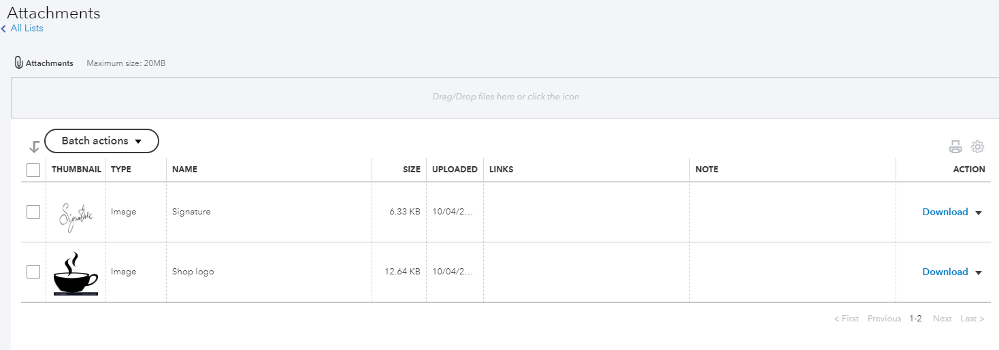 Attachments
All Lists
Attachments Maximum size: 20MB
Drag/Drop files here or click the icon
Batch actions
THUMBNAIL TYPE NAME SIZE UPLOADED LINKS NOTE ACTION
Signature Image Signature 6.33 KB 10/04/2... Download
Image Shop logo 12.64 KB 10/04/2... Download
< First Previous 1-2 Next Last >